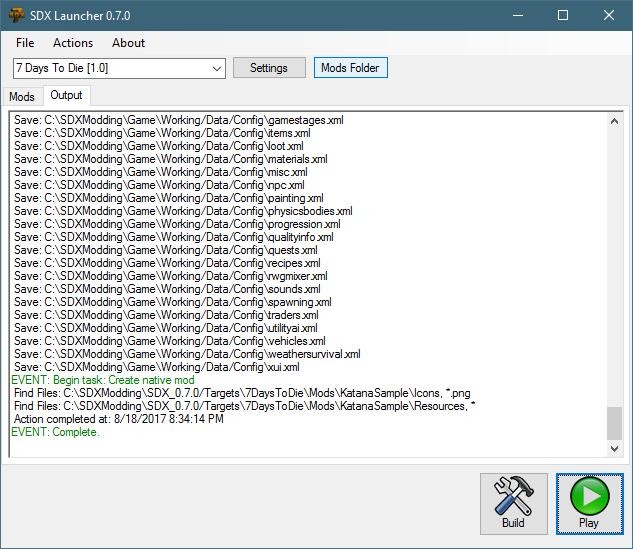 SDX Launcher 0.7.0
File Actions About
7 Days To Die [1.0] Settings Mods Folder
Mods Output
Save: C:\SDXModding\Game\Working/Data/Config\gamestages.xml
Save: C:\SDXModding\Game\Working/Data/Config\items.xml
Save: C:\SDXModding\Game\Working/Data/Config\loot.xml
Save: C:\SDXModding\Game\Working/Data/Config\materials.xml
Save: C:\SDXModding\Game\Working/Data/Config\misc.xml
Save: C:\SDXModding\Game\Working/Data/Config\npc.xml
Save: C:\SDXModding\Game\Working/Data/Config\painting.xml
Save: C:\SDXModding\Game\Working/Data/Config\physicsbodies.xml
Save: C:\SDXModding\Game\Working/Data/Config\progression.xml
Save: C:\SDXModding\Game\Working/Data/Config\qualityinfo.xml
Save: C:\SDXModding\Game\Working/Data/Config\quests.xml
Save: C:\SDXModding\Game\Working/Data/Config\recipes.xml
Save: C:\SDXModding\Game\Working/Data/Config\rwgmixer.xml
Save: C:\SDXModding\Game\Working/Data/Config\sounds.xml
Save: C:\SDXModding\Game\Working/Data/Config\spawning.xml
Save: C:\SDXModding\Game\Working/Data/Config\traders.xml
Save: C:\SDXModding\Game\Working/Data/Config\utilityai.xml
Save: C:\SDXModding\Game\Working/Data/Config\vehicles.xml
Save: C:\SDXModding\Game\Working/Data/Config\weathersurvival.xml
Save: C:\SDXModding\Game\Working/Data/Config\xui.xml
EVENT: Begin task: Create native mod
Find Files: C:\SDXModding\SDX_0.7.0/Targets\7DaysToDie\Mods\KatanaSample\Icons, *.png
Find Files: C:\SDXModding\SDX_0.7.0/Targets\7DaysToDie\Mods\KatanaSample\Resources, *
Action completed at: 8/18/2017 8:34:14 PM
EVENT: Complete.
Build Play